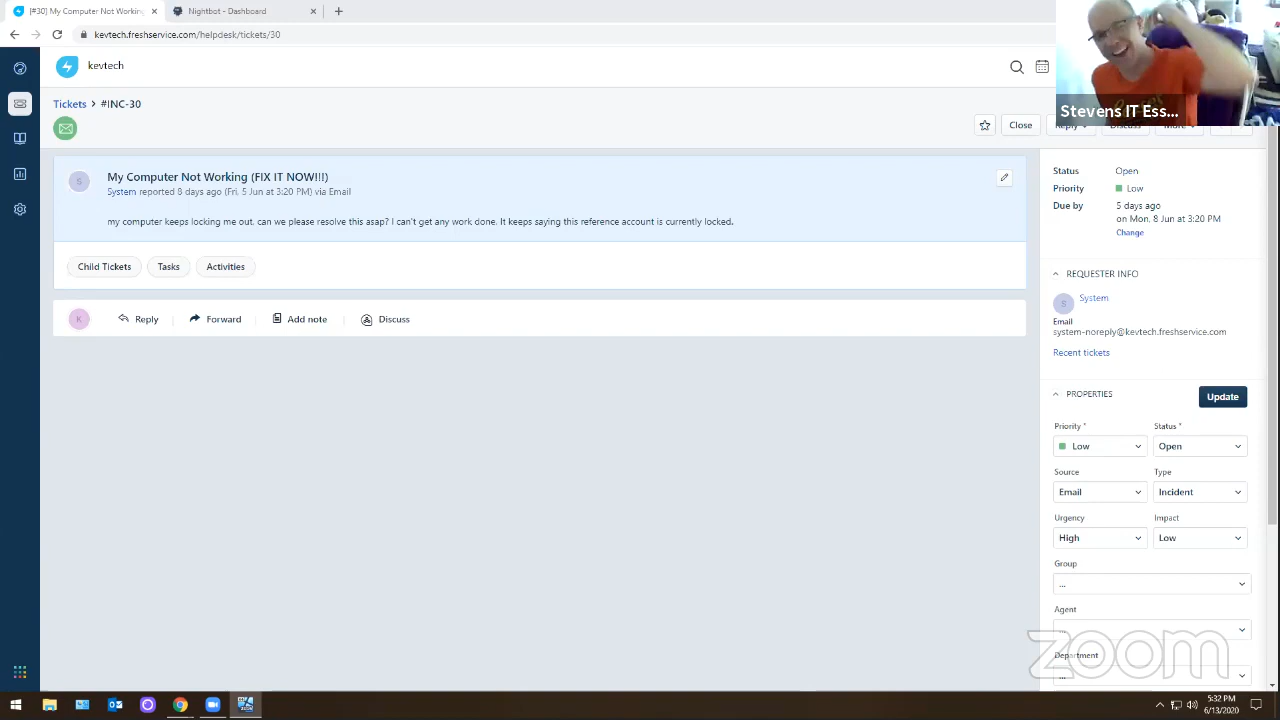 [#30] My Computer Not Working
Nightbot - Dashboard
kevtech.freshservice.com/helpdesk/tickets/30
kevtech
Tickets > #INC-30
Close
Reply
Discuss
More
Stevens IT Ess...
S
My Computer Not Working (FIX IT NOW!!!)
System reported 8 days ago (Fri, 5 Jun at 3:20 PM) via Email
my computer keeps locking me out. can we please resolve this asap? I can't get any work done. It keeps saying this reference account is currently locked.
Child Tickets
Tasks
Activities
K
Reply
Forward
Add note
Discuss
Status
Open
Priority
Low
Due by
5 days ago
on Mon, 8 Jun at 3:20 PM
Change
REQUESTER INFO
S
System
Email
system-noreply@kevtech.freshservice.com
Recent tickets
PROPERTIES
Update
Priority *
Status *
Low
Open
Source
Type
Email
Incident
Urgency
Impact
High
Low
Group
...
Agent
...
Department
...
zoom
5:32 PM
6/13/2020